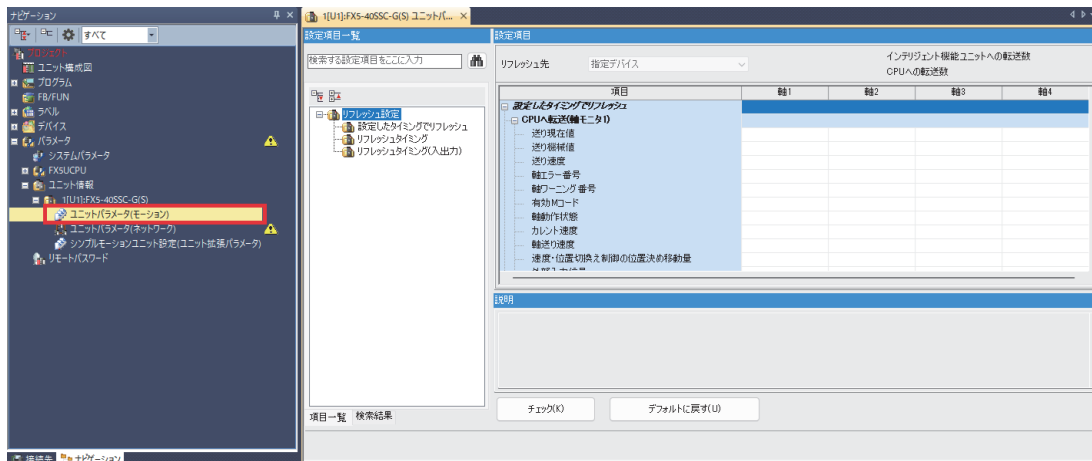 ナビゲーション
すべて
プロジェクト
ユニット構成図
プログラム
FB/FUN
ラベル
デバイス
パラメータ
システムパラメータ
FX5UCPU
ユニット情報
1[U1]:FX5-40SSC-G(S)
ユニットパラメータ(モーション)
ユニットパラメータ(ネットワーク)
シンプルモーションユニット設定(ユニット拡張パラメータ)
リモートパスワード
接続先 ナビゲーション
1[U1]:FX5-40SSC-G(S) ユニットパ...
設定項目一覧
検索する設定項目をここに入力
リフレッシュ設定
設定したタイミングでリフレッシュ
リフレッシュタイミング
リフレッシュタイミング(入出力)
項目一覧 検索結果
設定項目
リフレッシュ先 指定デバイス
インテリジェント機能ユニットへの転送数
CPUへの転送数
項目 軸1 軸2 軸3 軸4
設定したタイミングでリフレッシュ
CPUへ転送(軸モニタ1)
送り現在値
送り機械値
送り速度
軸エラー番号
軸ワーニング番号
有効Mコード
軸動作状態
カレント速度
軸送り速度
速度・位置切換え制御の位置決め移動量
説明
チェック(K) デフォルトに戻す(U)